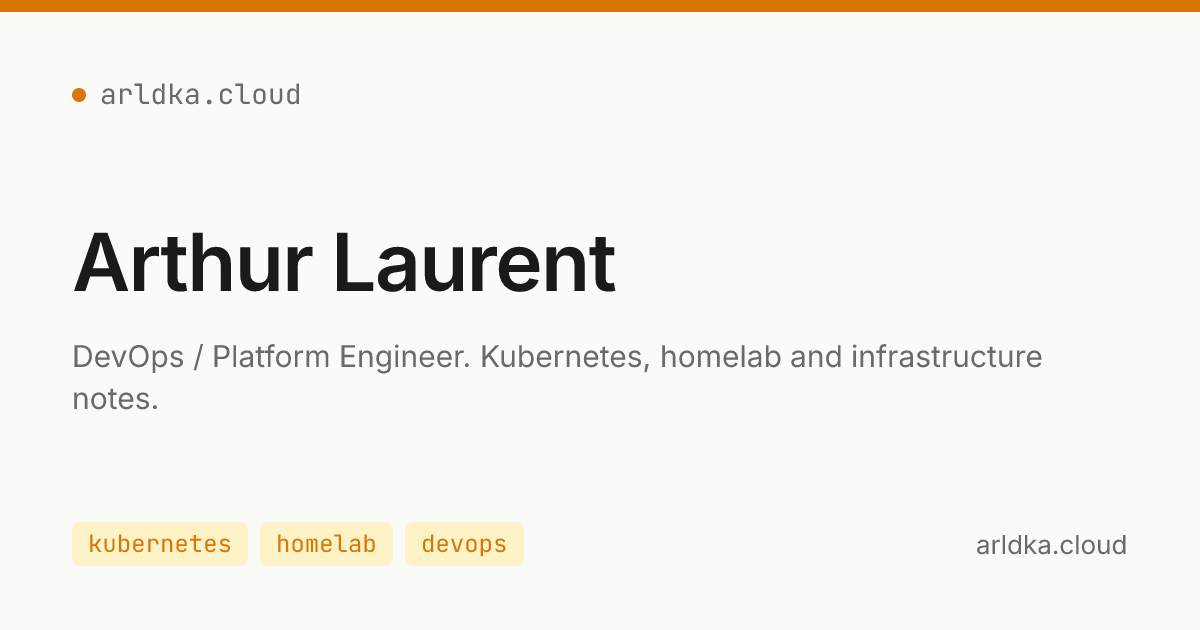 arldka.cloud
Arthur Laurent
DevOps / Platform Engineer. Kubernetes, homelab and infrastructure
notes.
kubernetes homelab devops arldka.cloud